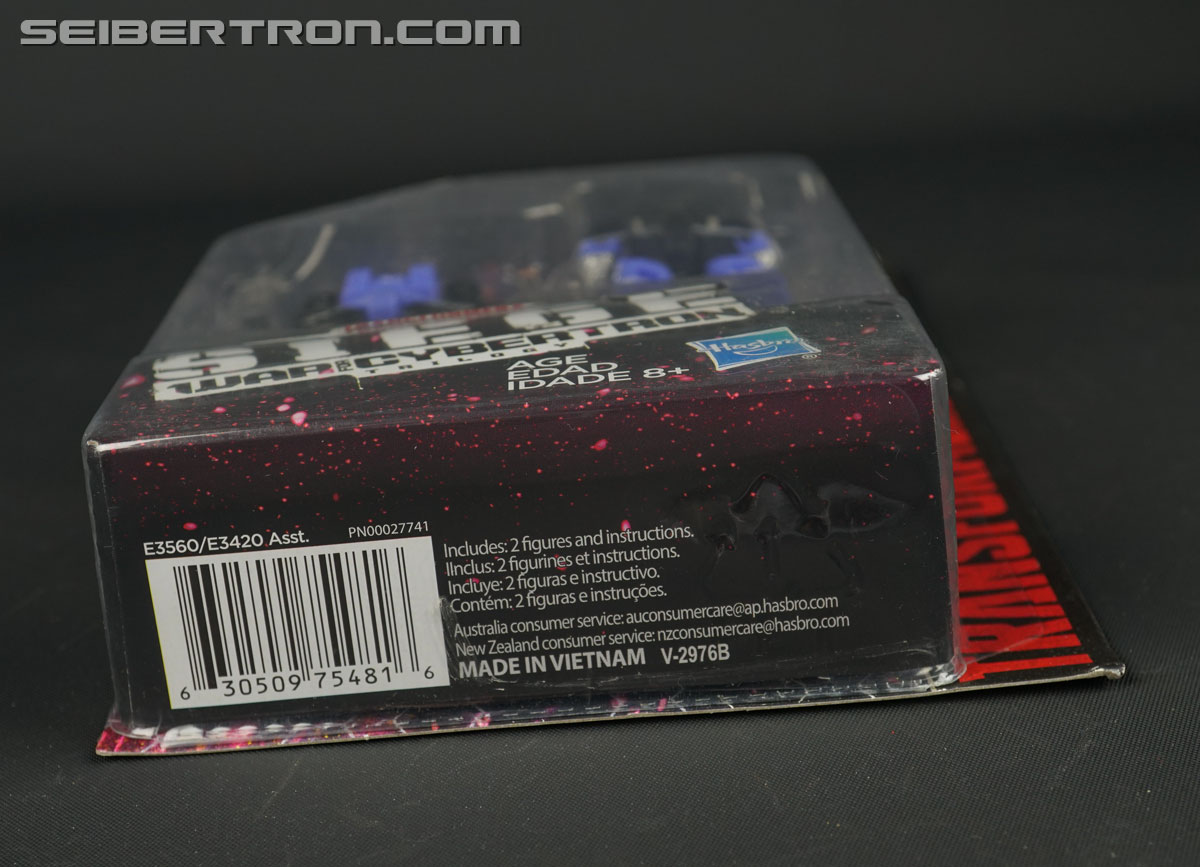 SEIBERTRON.COM
SIEGE
WAR FOR CYBERTRON
TRILOGY
AGE
EDAD
IDADE 8+
Hasbro
®
E3560/E3420 Asst.
PN00027741
6 30509 75481 6
Includes: 2 figures and instructions.
IInclus: 2 figurines et instructions.
Incluye: 2 figuras e instructivo.
Contém: 2 figuras e instruções.
Australia consumer service: auconsumercare@ap.hasbro.com
New Zealand consumer service: nzconsumercare@hasbro.com
MADE IN VIETNAM V-2976B